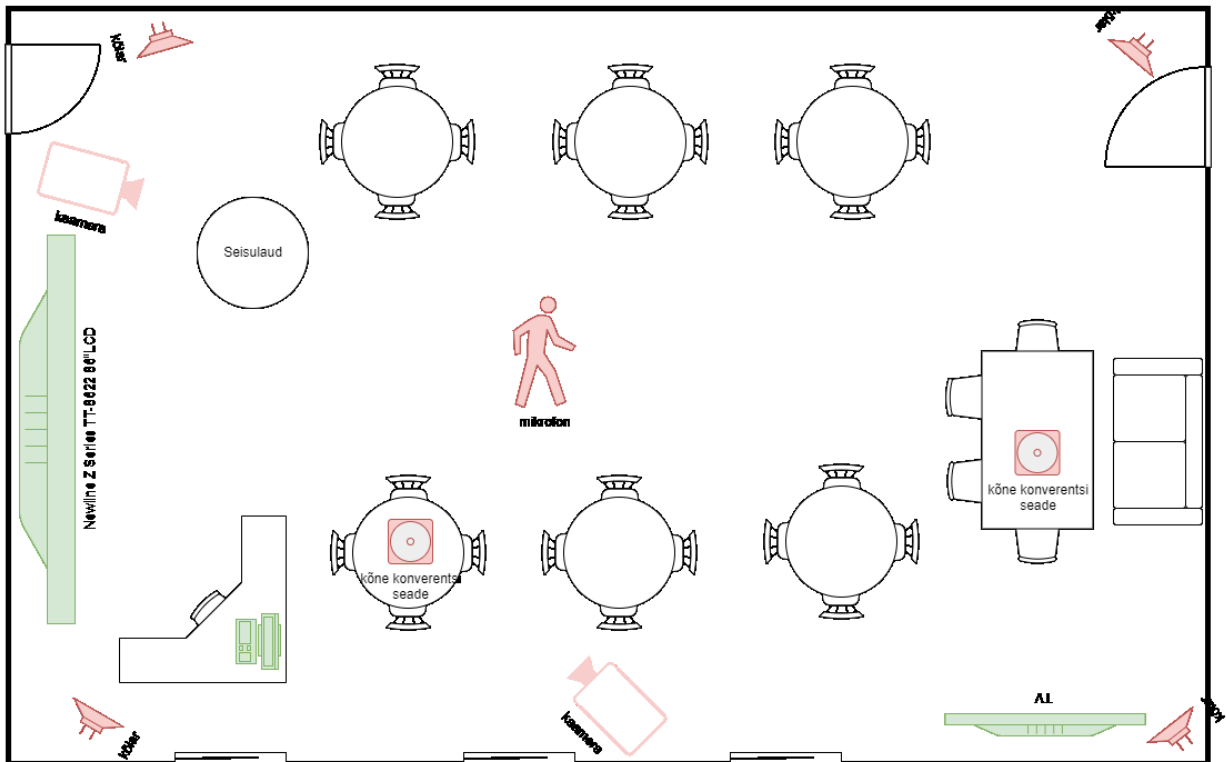 kõlar
kõlar
kaamera
Seisulaud
Newline Z Series TT-8622 86"LCD
mikrofon
kõne konverentsi
seade
kõne konverentsi
seade
kaamera
TV
kõlar
kõlar